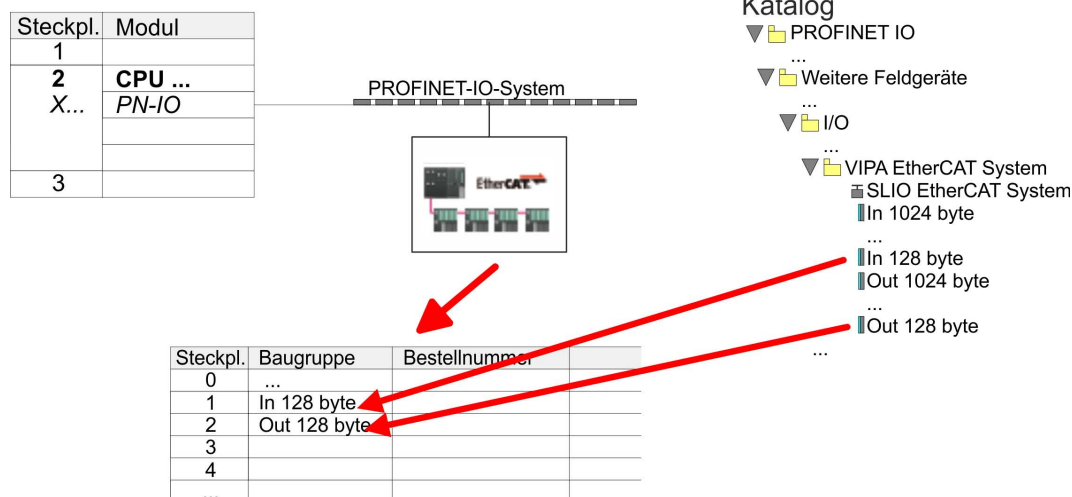 Steckpl. Modul
1
2 CPU ...
X... PN-IO
3
PROFINET-IO-System
EtherCAT
Katalog
PROFINET IO
...
Weitere Feldgeräte
...
I/O
...
VIPA EtherCAT System
SLIO EtherCAT System
In 1024 byte
...
In 128 byte
Out 1024 byte
...
Out 128 byte
...
Steckpl. Baugruppe Bestellnummer
0 ...
1 In 128 byte
2 Out 128 byte
3
4
...